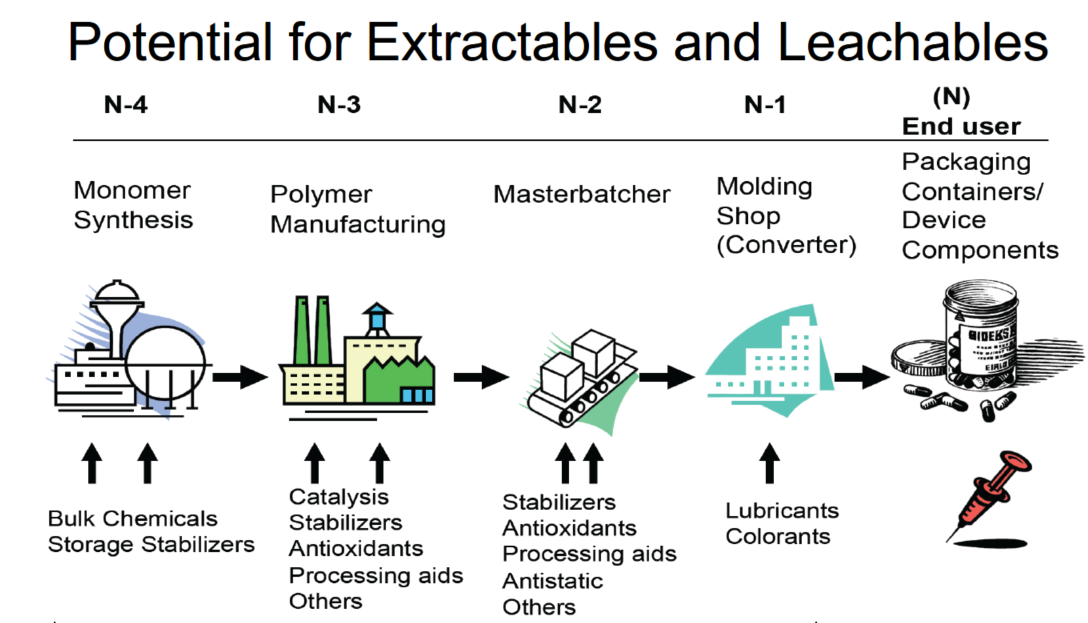 Potential for Extractables and Leachables
N-4
N-3
N-2
N-1
(N)
End user
Monomer
Synthesis
Polymer
Manufacturing
Masterbatcher
Molding
Shop
(Converter)
Packaging
Containers/
Device
Components
Bulk Chemicals
Storage Stabilizers
Catalysis
Stabilizers
Antioxidants
Processing aids
Others
Stabilizers
Antioxidants
Processing aids
Antistatic
Others
Lubricants
Colorants